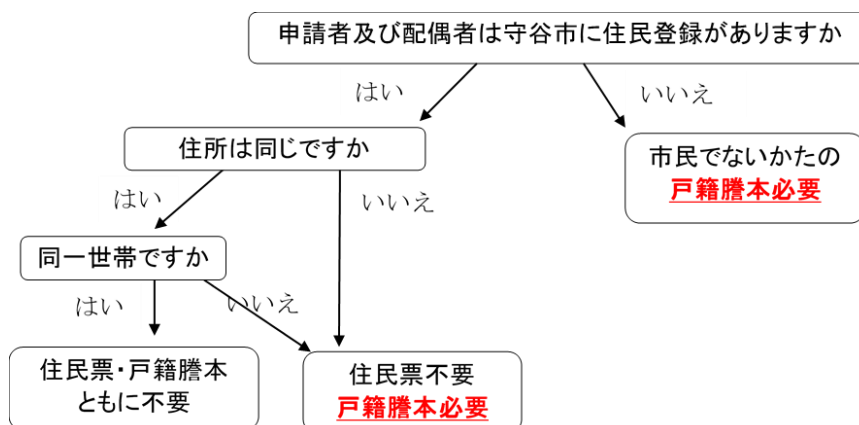 申請者及び配偶者は守谷市に住民登録がありますか
はい
いいえ
住所は同じですか
市民でないかたの
戸籍謄本必要
はい
いいえ
同一世帯ですか
はい
いいえ
住民票・戸籍謄本
ともに不要
住民票不要
戸籍謄本必要